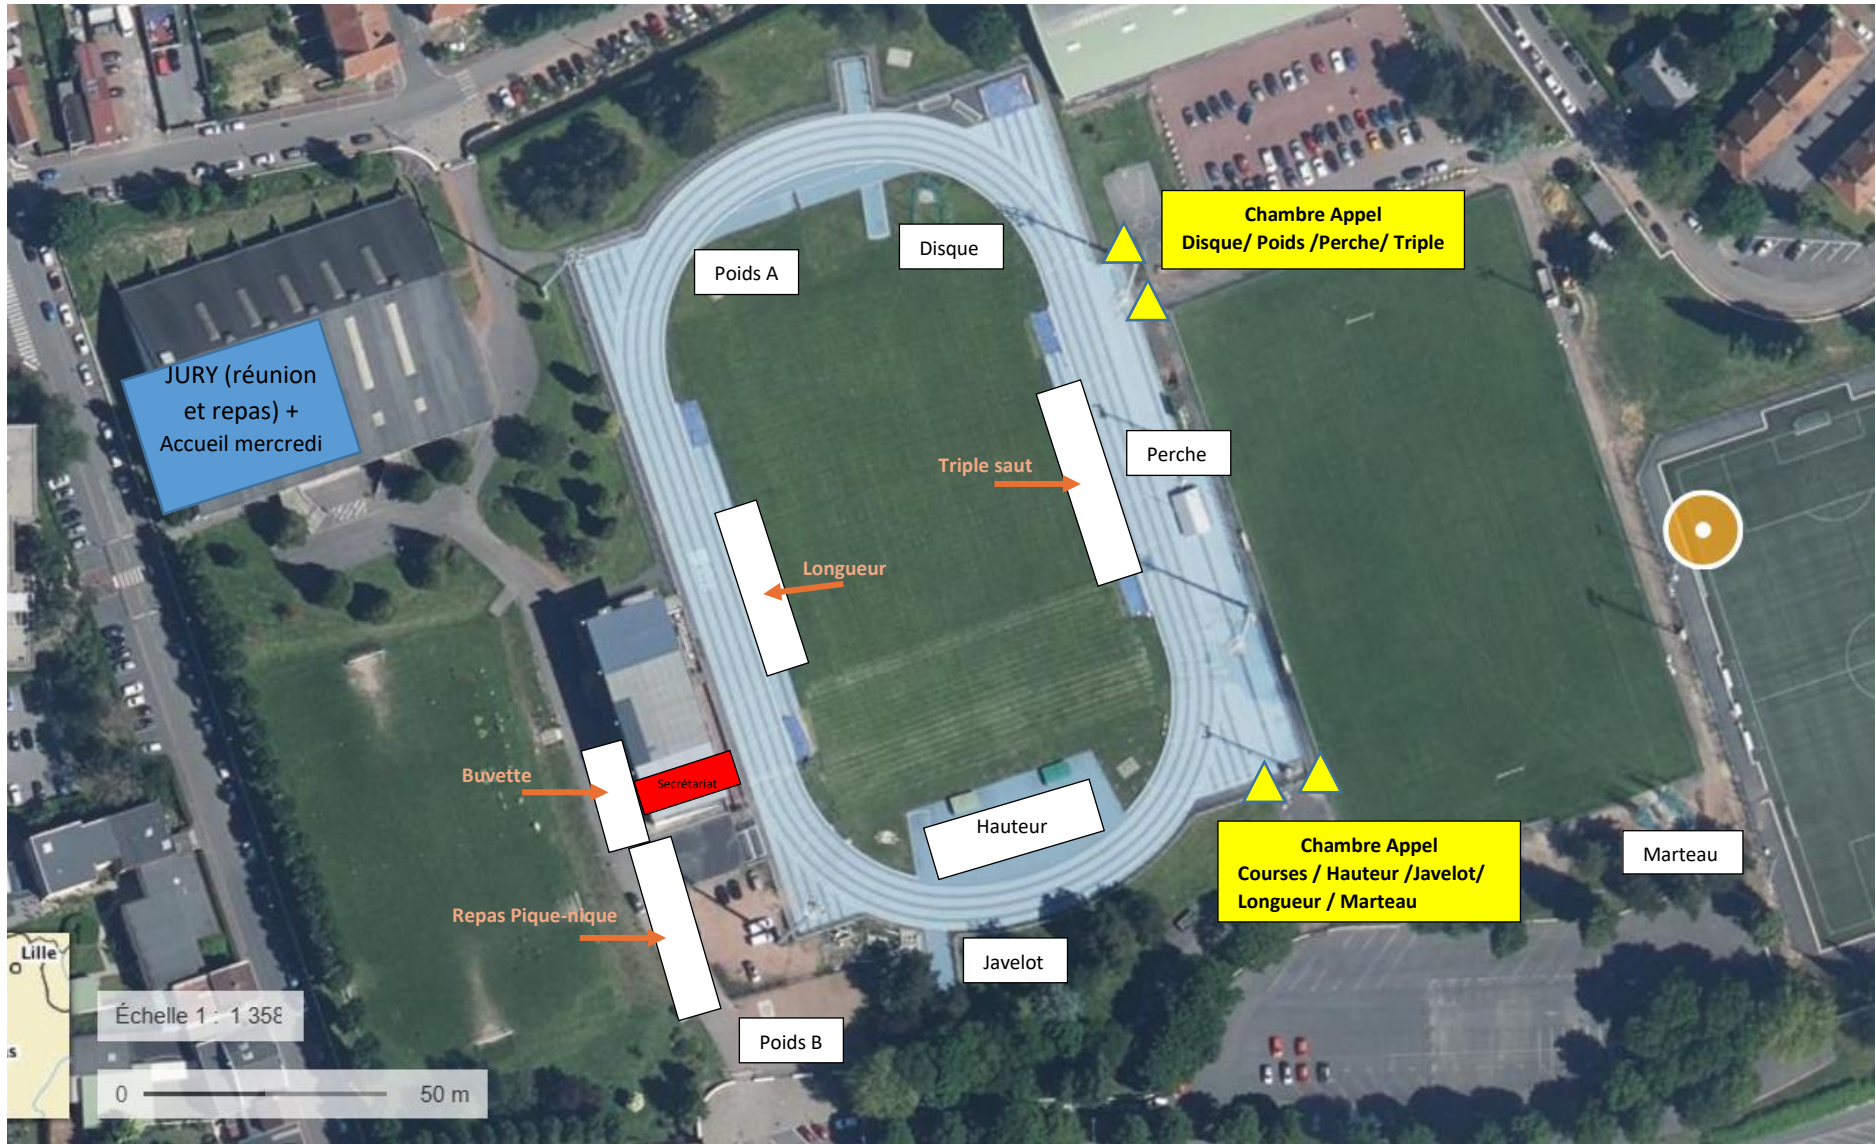 Chambre Appel
Disque/ Poids /Perche/ Triple
Disque
Poids A
JURY (réunion
et repas) +
Accueil mercredi
Perche
Triple saut
Longueur
Buvette
Secrétariat
Hauteur
Chambre Appel
Courses / Hauteur /Javelot/
Longueur / Marteau
Marteau
Repas Pique-nique
Javelot
Lille
Échelle 1 : 1 358
Poids B
0 50 m